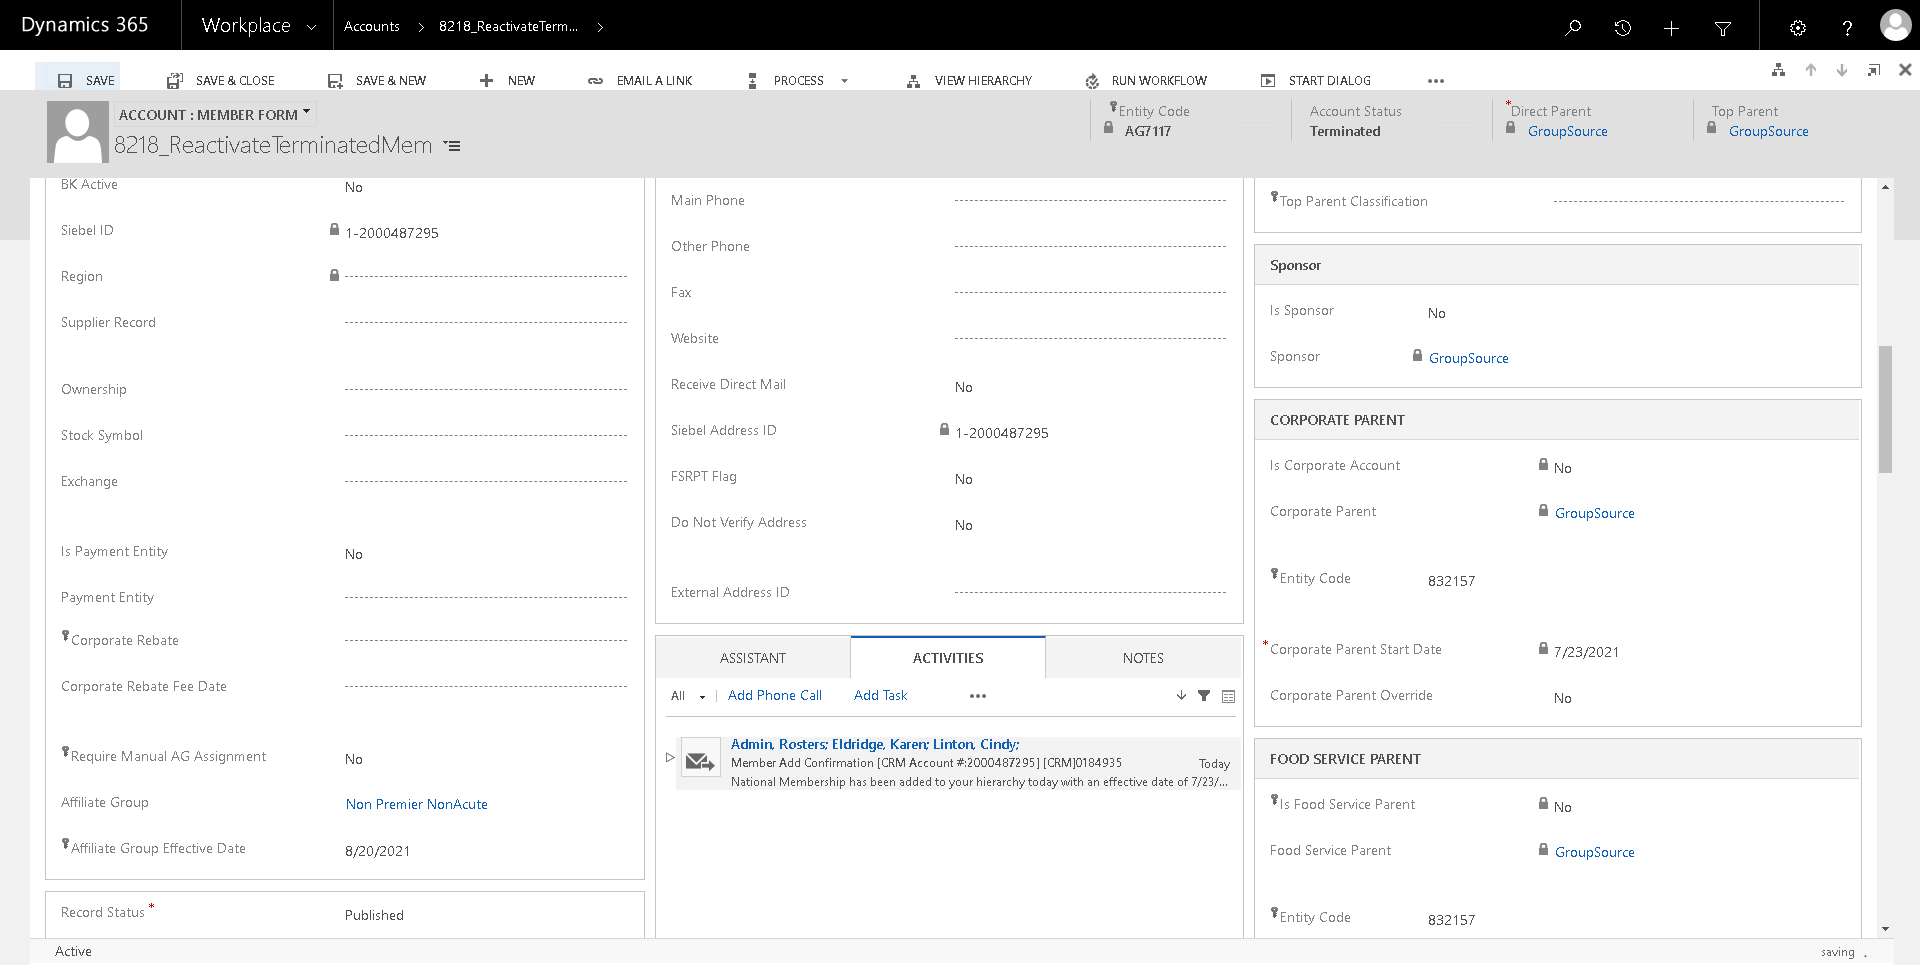 Dynamics 365
Workplace
Accounts
8218_ReactivateTerm...
SAVE
SAVE & CLOSE
SAVE & NEW
NEW
EMAIL A LINK
PROCESS
VIEW HIERARCHY
RUN WORKFLOW
START DIALOG
ACCOUNT : MEMBER FORM
8218_ReactivateTerminatedMem
Entity Code
AG7117
Account Status
Terminated
*Direct Parent
GroupSource
Top Parent
GroupSource
BK Active No
Siebel ID 1-2000487295
Region
Supplier Record
Ownership
Stock Symbol
Exchange
Is Payment Entity No
Payment Entity
Corporate Rebate
Corporate Rebate Fee Date
Require Manual AG Assignment No
Affiliate Group Non Premier NonAcute
Affiliate Group Effective Date 8/20/2021
Record Status * Published
Main Phone
Other Phone
Fax
Website
Receive Direct Mail No
Siebel Address ID 1-2000487295
FSRPT Flag No
Do Not Verify Address No
External Address ID
ASSISTANT ACTIVITIES NOTES
All | Add Phone Call Add Task
Admin, Rosters; Eldridge, Karen; Linton, Cindy;
Member Add Confirmation [CRM Account #:2000487295] [CRM]0184935 Today
National Membership has been added to your hierarchy today with an effective date of 7/23/...
Top Parent Classification
Sponsor
Is Sponsor No
Sponsor GroupSource
CORPORATE PARENT
Is Corporate Account No
Corporate Parent GroupSource
Entity Code 832157
*Corporate Parent Start Date 7/23/2021
Corporate Parent Override No
FOOD SERVICE PARENT
Is Food Service Parent No
Food Service Parent GroupSource
Entity Code 832157
Active
saving .